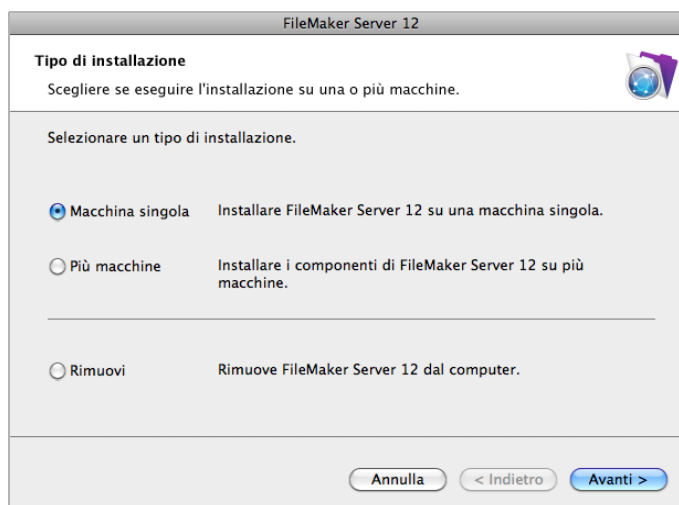 FileMaker Server 12
Tipo di installazione
Scegliere se eseguire l'installazione su una o più macchine.
Selezionare un tipo di installazione.
Macchina singola Installare FileMaker Server 12 su una macchina singola.
Più macchine Installare i componenti di FileMaker Server 12 su più
macchine.
Rimuovi Rimuove FileMaker Server 12 dal computer.
Annulla < Indietro Avanti >